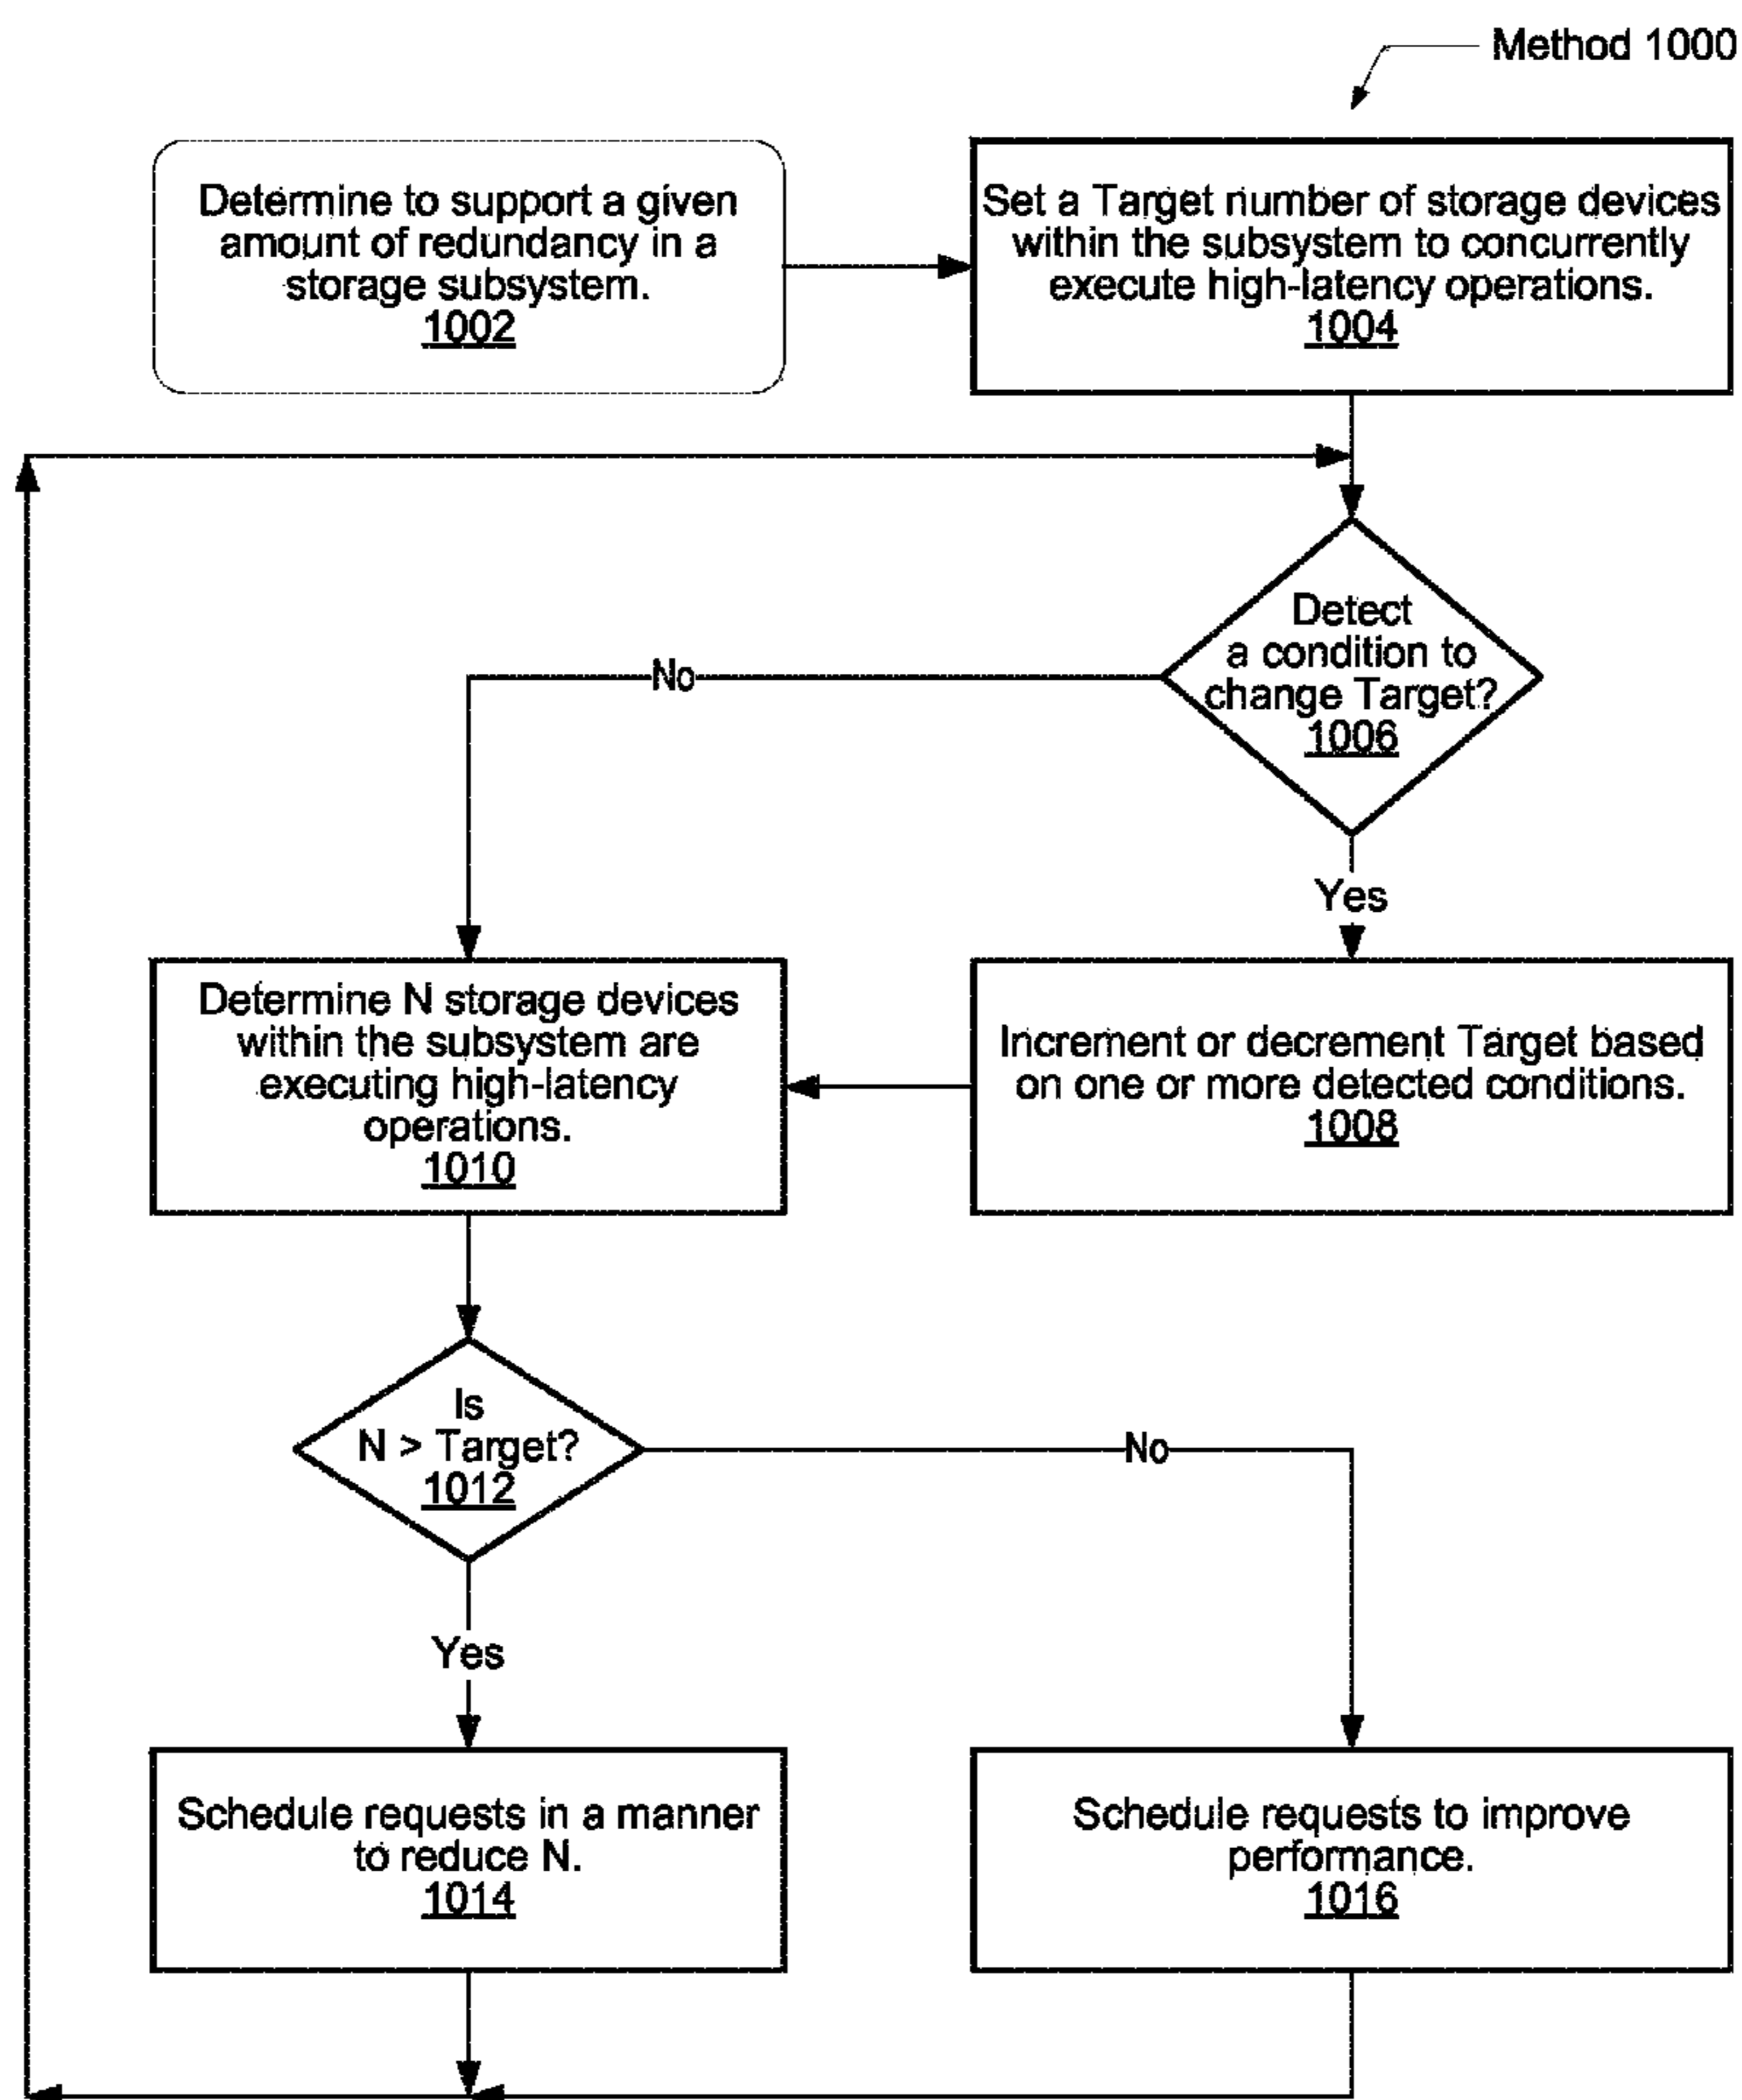 Method 1000
Determine to support a given
amount of redundancy in a
storage subsystem.
1002
Set a Target number of storage devices
within the subsystem to concurrently
execute high-latency operations.
1004
Detect
a condition to
change Target?
1006
No
Yes
Determine N storage devices
within the subsystem are
executing high-latency
operations.
1010
Increment or decrement Target based
on one or more detected conditions.
1008
Is
N > Target?
1012
No
Yes
Schedule requests in a manner
to reduce N.
1014
Schedule requests to improve
performance.
1016